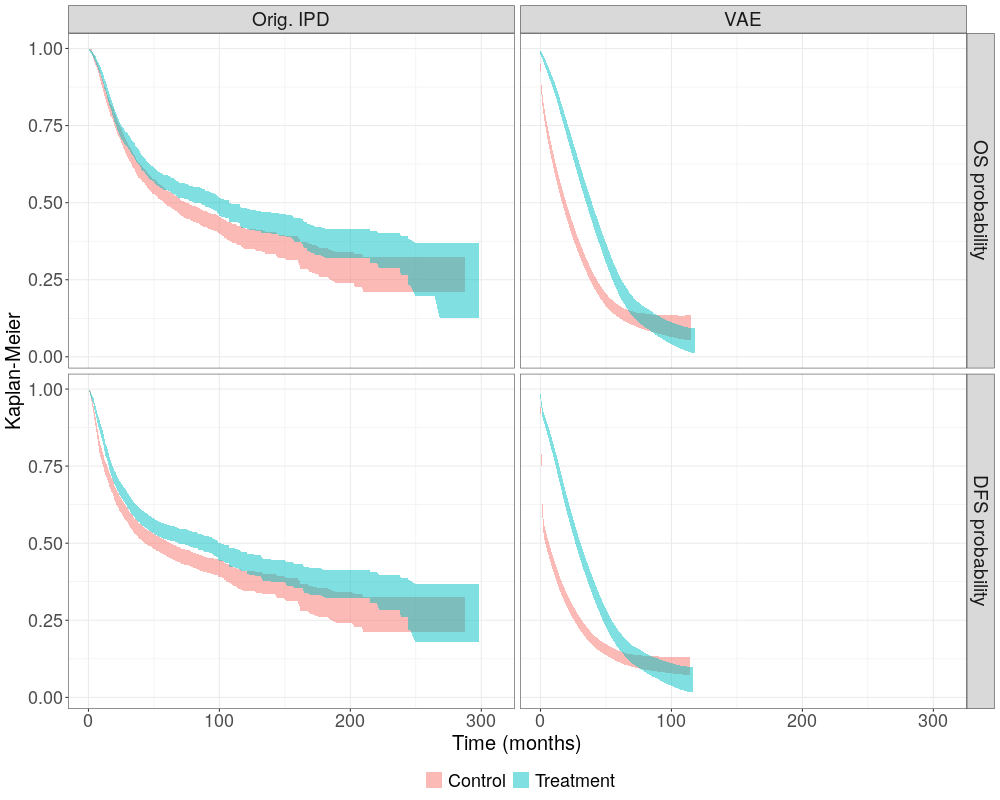 Orig. IPD
VAE
Kaplan-Meier
1.00
0.75
0.50
0.25
0.00
OS probability
1.00
0.75
0.50
0.25
0.00
DFS probability
0 100 200 300
0 100 200 300
Time (months)
Control
Treatment